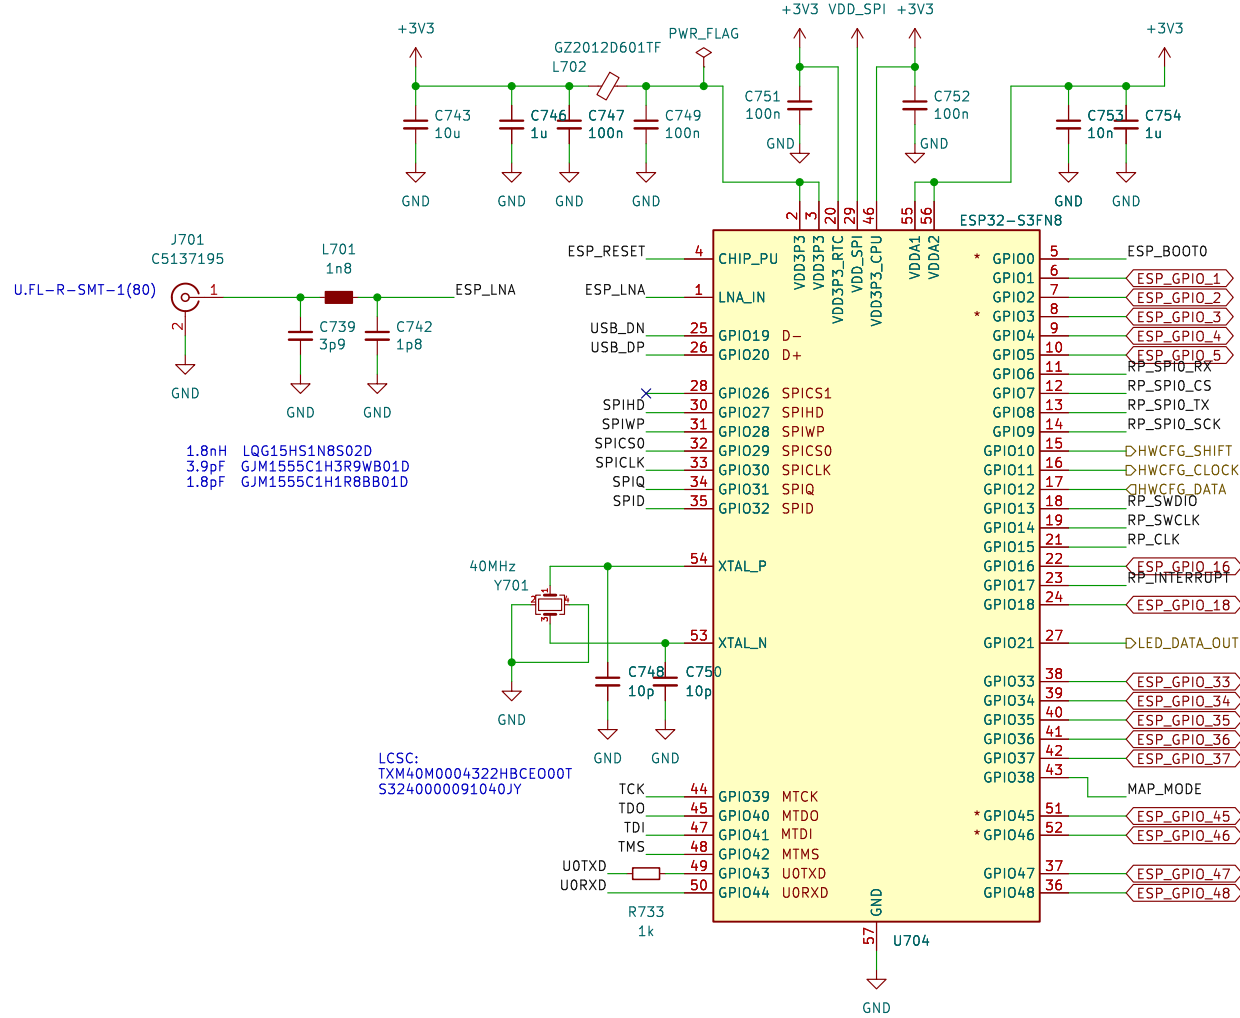 +3V3 VDD_SPI +3V3
+3V3
PWR_FLAG
+3V3
GZ2012D601TF
L702
C743
10u
C746
1u
C747
100n
C749
100n
C751
100n
C752
100n
C753
10n
C754
1u
GND
GND
GND
GND
GND
GND
GND
GND
2
3
20
29
46
55
56
ESP32-S3FN8
VDD3P3
VDD3P3
VDD3P3_RTC
VDD_SPI
VDD3P3_CPU
VDDA1
VDDA2
J701
C5137195
U.FL-R-SMT-1(80)
1
2
GND
L701
1n8
ESP_LNA
C739
3p9
C742
1p8
GND
GND
1.8nH LQG15HS1N8S02D
3.9pF GJM1555C1H3R9WB01D
1.8pF GJM1555C1H1R8BB01D
ESP_RESET 4 CHIP_PU
ESP_LNA 1 LNA_IN
USB_DN 25 GPIO19 D-
USB_DP 26 GPIO20 D+
28 GPIO26 SPICS1
SPIHD 30 GPIO27 SPIHD
SPIWP 31 GPIO28 SPIWP
SPICS0 32 GPIO29 SPICS0
SPICLK 33 GPIO30 SPICLK
SPIQ 34 GPIO31 SPIQ
SPID 35 GPIO32 SPID
54 XTAL_P
53 XTAL_N
40MHz
Y701
1
2
4
3
GND
C748
10p
C750
10p
GND
GND
LCSC:
TXM40M0004322HBCEO00T
S3240000091040JY
TCK 44 GPIO39 MTCK
TDO 45 GPIO40 MTDO
TDI 47 GPIO41 MTDI
TMS 48 GPIO42 MTMS
U0TXD 49 GPIO43 U0TXD
U0RXD 50 GPIO44 U0RXD
R733
1k
* GPIO0 5 ESP_BOOT0
GPIO1 6 ESP_GPIO_1
GPIO2 7 ESP_GPIO_2
* GPIO3 8 ESP_GPIO_3
GPIO4 9 ESP_GPIO_4
GPIO5 10 ESP_GPIO_5
GPIO6 11 RP_SPI0_RX
GPIO7 12 RP_SPI0_CS
GPIO8 13 RP_SPI0_TX
GPIO9 14 RP_SPI0_SCK
GPIO10 15 HWCFG_SHIFT
GPIO11 16 HWCFG_CLOCK
GPIO12 17 HWCFG_DATA
GPIO13 18 RP_SWDIO
GPIO14 19 RP_SWCLK
GPIO15 21 RP_CLK
GPIO16 22 ESP_GPIO_16
GPIO17 23 RP_INTERRUPT
GPIO18 24 ESP_GPIO_18
GPIO21 27 LED_DATA_OUT
GPIO33 38 ESP_GPIO_33
GPIO34 39 ESP_GPIO_34
GPIO35 40 ESP_GPIO_35
GPIO36 41 ESP_GPIO_36
GPIO37 42 ESP_GPIO_37
GPIO38 43 MAP_MODE
* GPIO45 51 ESP_GPIO_45
* GPIO46 52 ESP_GPIO_46
GPIO47 37 ESP_GPIO_47
GPIO48 36 ESP_GPIO_48
GND
57
U704
GND